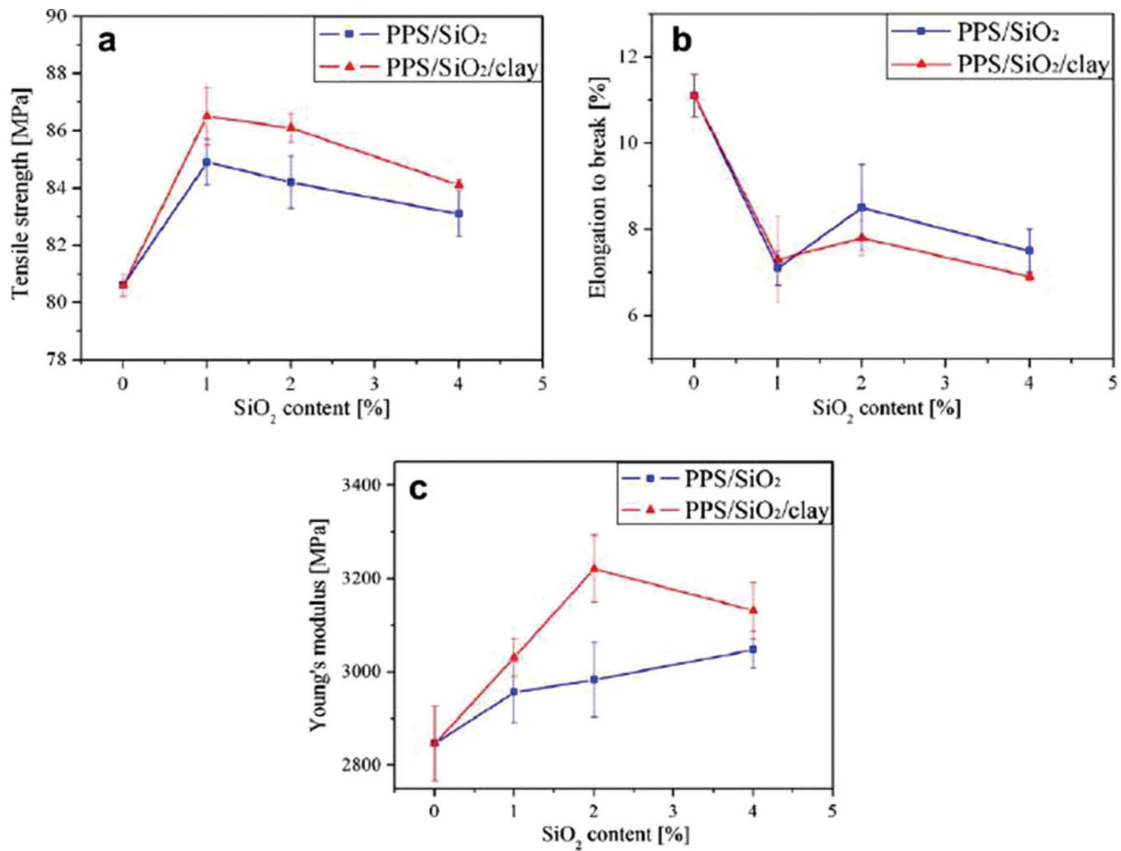 a
PPS/SiO₂
PPS/SiO₂/clay
Tensile strength [MPa]
90
88
86
84
82
80
78
0 1 2 3 4 5
SiO₂ content [%]
b
PPS/SiO₂
PPS/SiO₂/clay
Elongation to break [%]
12
10
8
6
0 1 2 3 4 5
SiO₂ content [%]
c
PPS/SiO₂
PPS/SiO₂/clay
Young's modulus [MPa]
3400
3200
3000
2800
0 1 2 3 4 5
SiO₂ content [%]